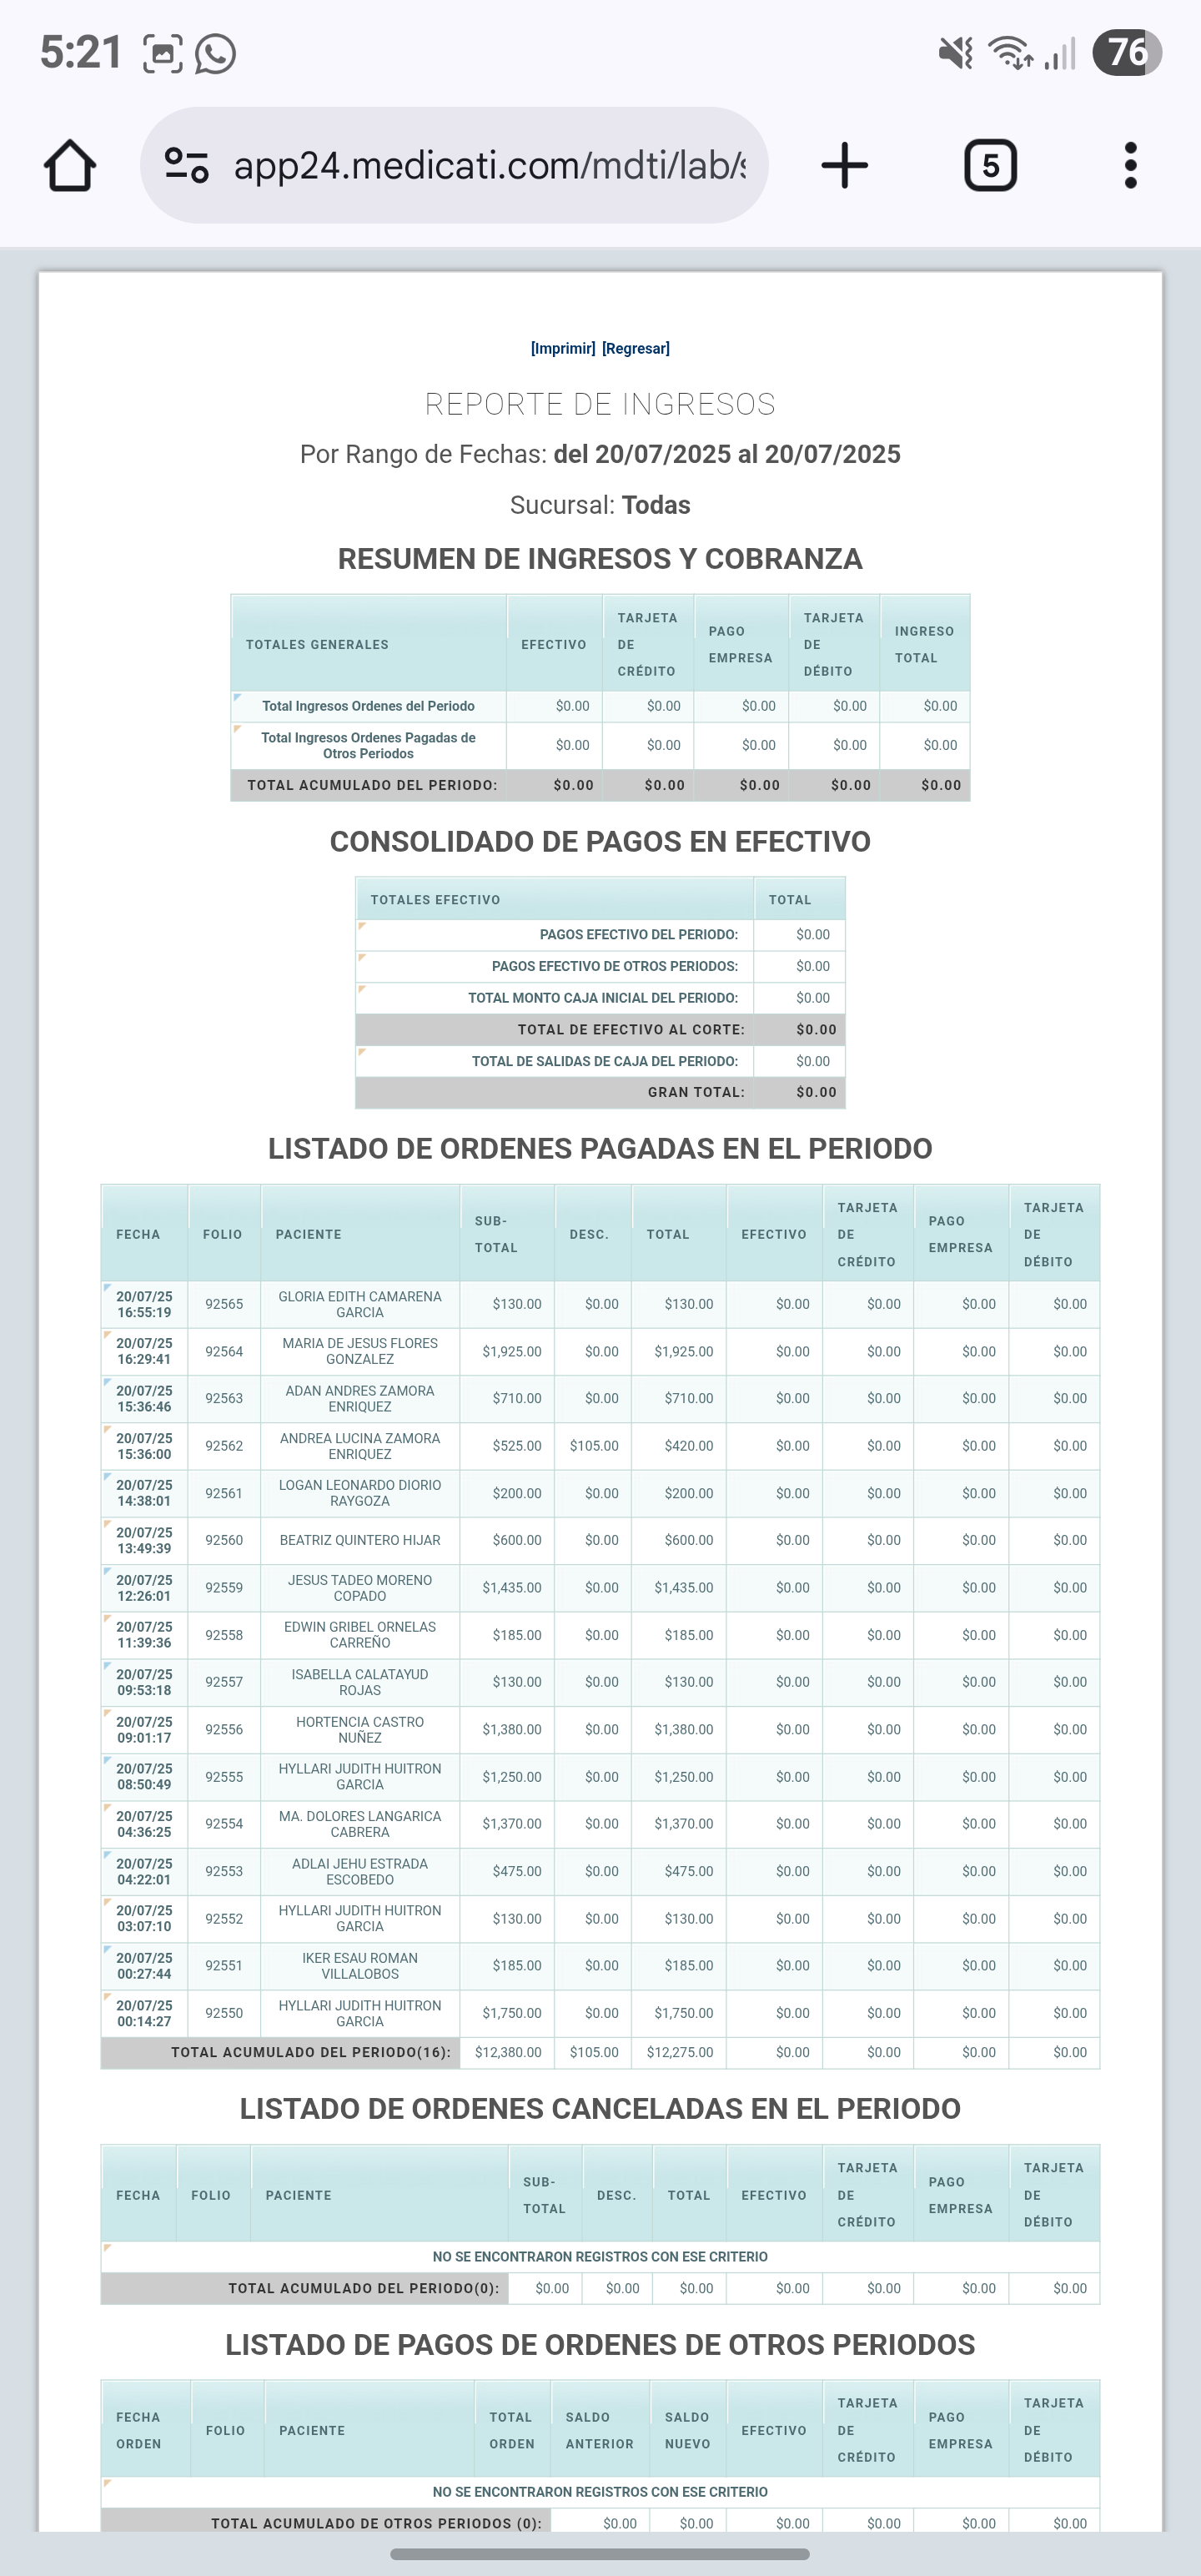 5:21
76
app24.medicati.com/mdti/lab/s
5
[Imprimir] [Regresar]
REPORTE DE INGRESOS
Por Rango de Fechas: del 20/07/2025 al 20/07/2025
Sucursal: Todas
RESUMEN DE INGRESOS Y COBRANZA
TOTALES GENERALES EFECTIVO TARJETA DE CRÉDITO PAGO EMPRESA TARJETA DE DÉBITO INGRESO TOTAL
Total Ingresos Ordenes del Periodo $0.00 $0.00 $0.00 $0.00 $0.00
Total Ingresos Ordenes Pagadas de Otros Periodos $0.00 $0.00 $0.00 $0.00 $0.00
TOTAL ACUMULADO DEL PERIODO: $0.00 $0.00 $0.00 $0.00 $0.00
CONSOLIDADO DE PAGOS EN EFECTIVO
TOTALES EFECTIVO TOTAL
PAGOS EFECTIVO DEL PERIODO: $0.00
PAGOS EFECTIVO DE OTROS PERIODOS: $0.00
TOTAL MONTO CAJA INICIAL DEL PERIODO: $0.00
TOTAL DE EFECTIVO AL CORTE: $0.00
TOTAL DE SALIDAS DE CAJA DEL PERIODO: $0.00
GRAN TOTAL: $0.00
LISTADO DE ORDENES PAGADAS EN EL PERIODO
FECHA FOLIO PACIENTE SUB-TOTAL DESC. TOTAL EFECTIVO TARJETA DE CRÉDITO PAGO EMPRESA TARJETA DE DÉBITO
20/07/25 16:55:19 92565 GLORIA EDITH CAMARENA GARCIA $130.00 $0.00 $130.00 $0.00 $0.00 $0.00 $0.00
20/07/25 16:29:41 92564 MARIA DE JESUS FLORES GONZALEZ $1,925.00 $0.00 $1,925.00 $0.00 $0.00 $0.00 $0.00
20/07/25 15:36:46 92563 ADAN ANDRES ZAMORA ENRIQUEZ $710.00 $0.00 $710.00 $0.00 $0.00 $0.00 $0.00
20/07/25 15:36:00 92562 ANDREA LUCINA ZAMORA ENRIQUEZ $525.00 $105.00 $420.00 $0.00 $0.00 $0.00 $0.00
20/07/25 14:38:01 92561 LOGAN LEONARDO DIORIO RAYGOZA $200.00 $0.00 $200.00 $0.00 $0.00 $0.00 $0.00
20/07/25 13:49:39 92560 BEATRIZ QUINTERO HIJAR $600.00 $0.00 $600.00 $0.00 $0.00 $0.00 $0.00
20/07/25 12:26:01 92559 JESUS TADEO MORENO COPADO $1,435.00 $0.00 $1,435.00 $0.00 $0.00 $0.00 $0.00
20/07/25 11:39:36 92558 EDWIN GRIBEL ORNELAS CARREÑO $185.00 $0.00 $185.00 $0.00 $0.00 $0.00 $0.00
20/07/25 09:53:18 92557 ISABELLA CALATAYUD ROJAS $130.00 $0.00 $130.00 $0.00 $0.00 $0.00 $0.00
20/07/25 09:01:17 92556 HORTENCIA CASTRO NUÑEZ $1,380.00 $0.00 $1,380.00 $0.00 $0.00 $0.00 $0.00
20/07/25 08:50:49 92555 HYLLARI JUDITH HUITRON GARCIA $1,250.00 $0.00 $1,250.00 $0.00 $0.00 $0.00 $0.00
20/07/25 04:36:25 92554 MA. DOLORES LANGARICA CABRERA $1,370.00 $0.00 $1,370.00 $0.00 $0.00 $0.00 $0.00
20/07/25 04:22:01 92553 ADLAI JEHU ESTRADA ESCOBEDO $475.00 $0.00 $475.00 $0.00 $0.00 $0.00 $0.00
20/07/25 03:07:10 92552 HYLLARI JUDITH HUITRON GARCIA $130.00 $0.00 $130.00 $0.00 $0.00 $0.00 $0.00
20/07/25 00:27:44 92551 IKER ESAU ROMAN VILLALOBOS $185.00 $0.00 $185.00 $0.00 $0.00 $0.00 $0.00
20/07/25 00:14:27 92550 HYLLARI JUDITH HUITRON GARCIA $1,750.00 $0.00 $1,750.00 $0.00 $0.00 $0.00 $0.00
TOTAL ACUMULADO DEL PERIODO(16): $12,380.00 $105.00 $12,275.00 $0.00 $0.00 $0.00 $0.00
LISTADO DE ORDENES CANCELADAS EN EL PERIODO
FECHA FOLIO PACIENTE SUB-TOTAL DESC. TOTAL EFECTIVO TARJETA DE CRÉDITO PAGO EMPRESA TARJETA DE DÉBITO
NO SE ENCONTRARON REGISTROS CON ESE CRITERIO
TOTAL ACUMULADO DEL PERIODO(0): $0.00 $0.00 $0.00 $0.00 $0.00 $0.00 $0.00
LISTADO DE PAGOS DE ORDENES DE OTROS PERIODOS
FECHA ORDEN FOLIO PACIENTE TOTAL ORDEN SALDO ANTERIOR SALDO NUEVO EFECTIVO TARJETA DE CRÉDITO PAGO EMPRESA TARJETA DE DÉBITO
NO SE ENCONTRARON REGISTROS CON ESE CRITERIO
TOTAL ACUMULADO DE OTROS PERIODOS (0): $0.00 $0.00 $0.00 $0.00 $0.00 $0.00